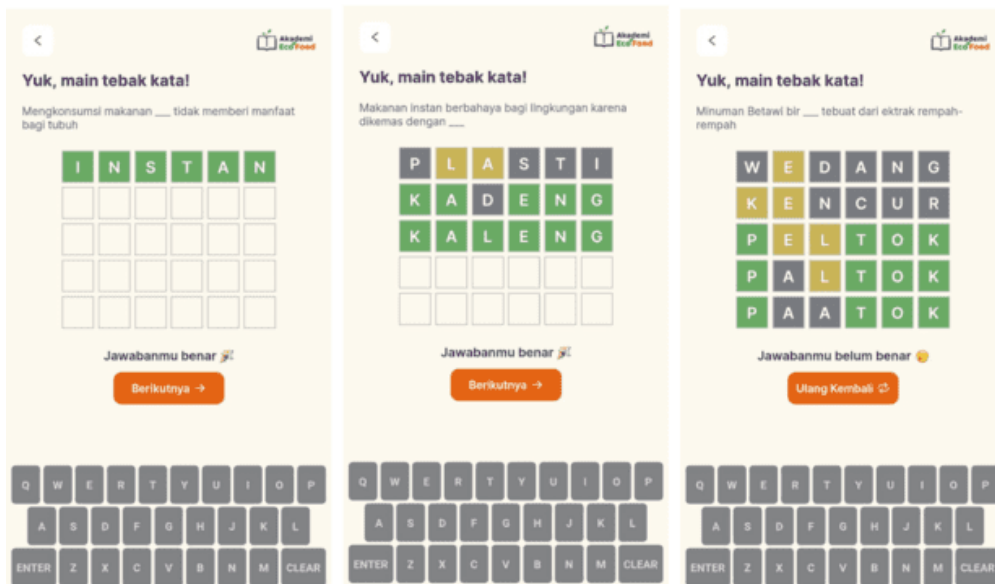 Akademi
EcoFood
Yuk, main tebak kata!
Mengkonsumsi makanan ___ tidak memberi manfaat
bagi tubuh
I N S T A N
Jawabanmu benar 🎉
Berikutnya →
Q W E R T Y U I O P
A S D F G H J K L
ENTER Z X C V B N M CLEAR
Akademi
EcoFood
Yuk, main tebak kata!
Makanan instan berbahaya bagi lingkungan karena
dikemas dengan ___
P L A S T I
K A D E N G
K A L E N G
Jawabanmu benar 🎉
Berikutnya →
Q W E R T Y U I O P
A S D F G H J K L
ENTER Z X C V B N M CLEAR
Akademi
EcoFood
Yuk, main tebak kata!
Minuman Betawi bir ___ tebuat dari ektrak rempah-
rempah
W E D A N G
K E N C U R
P E L T O K
P A L T O K
P A A T O K
Jawabanmu belum benar
Ulang Kembali
Q W E R T Y U I O P
A S D F G H J K L
ENTER Z X C V B N M CLEAR